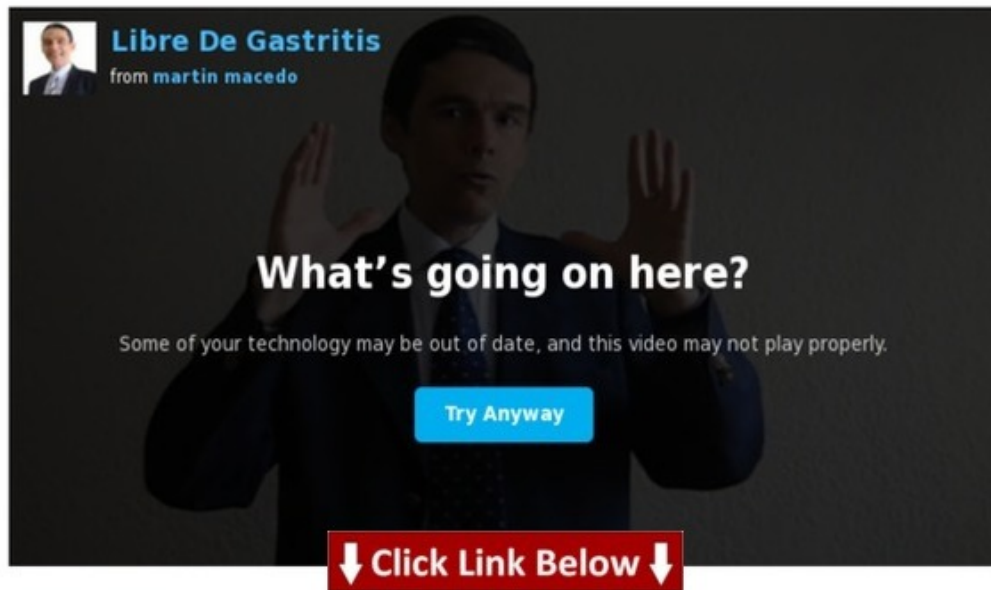 Libre De Gastritis
from martin macedo
What’s going on here?
Some of your technology may be out of date, and this video may not play properly.
Try Anyway
Click Link Below